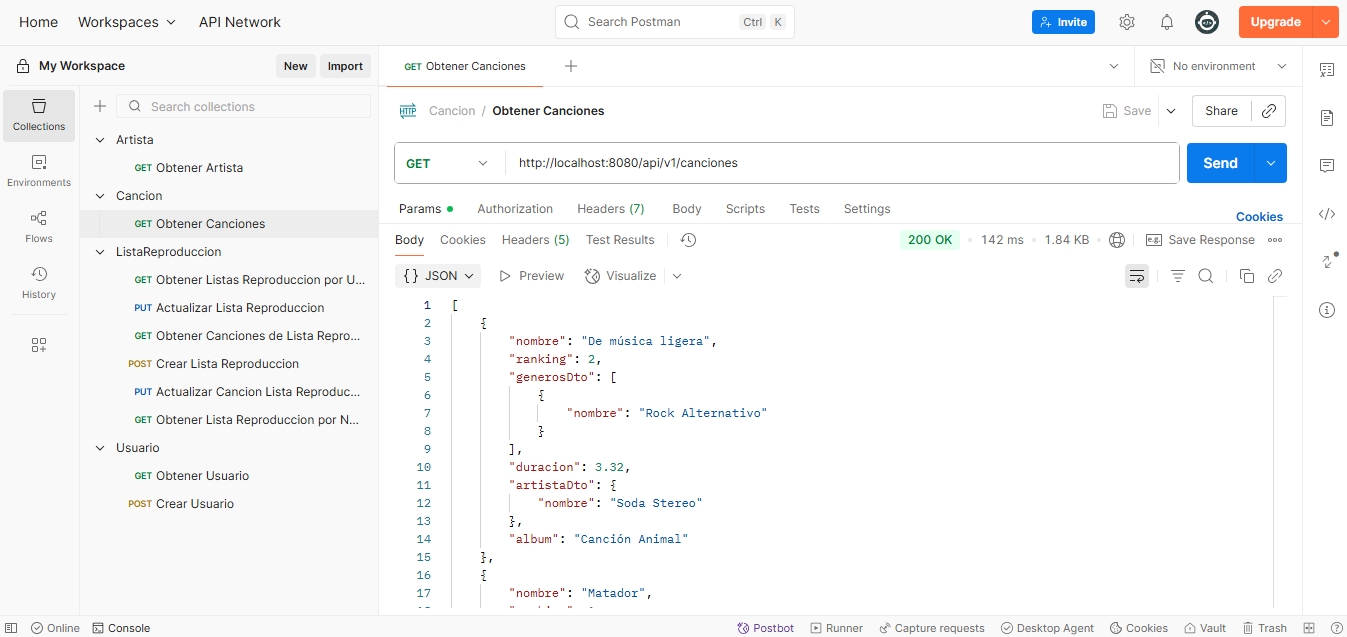 Home Workspaces API Network Search Postman Ctrl K Invite Upgrade
My Workspace New Import GET Obtener Canciones No environment
Collections
Environments
Flows
History
Search collections
Artista
GET Obtener Artista
Cancion
GET Obtener Canciones
ListaReproduccion
GET Obtener Listas Reproduccion por U...
PUT Actualizar Lista Reproduccion
GET Obtener Canciones de Lista Repro...
POST Crear Lista Reproduccion
PUT Actualizar Cancion Lista Reproduc...
GET Obtener Lista Reproduccion por N...
Usuario
GET Obtener Usuario
POST Crear Usuario
HTTP Cancion / Obtener Canciones Save Share
GET http://localhost:8080/api/v1/canciones Send
Params Authorization Headers (7) Body Scripts Tests Settings Cookies
Body Cookies Headers (5) Test Results 200 OK 142 ms 1.84 KB e.g. Save Response
{} JSON Preview Visualize
1 [
2 {
3 "nombre": "De música ligera",
4 "ranking": 2,
5 "generosDto": [
6 {
7 "nombre": "Rock Alternativo"
8 }
9 ],
10 "duracion": 3.32,
11 "artistaDto": {
12 "nombre": "Soda Stereo"
13 },
14 "album": "Canción Animal"
15 },
16 {
17 "nombre": "Matador",
Online Console Postbot Runner Capture requests Desktop Agent Cookies Vault Trash